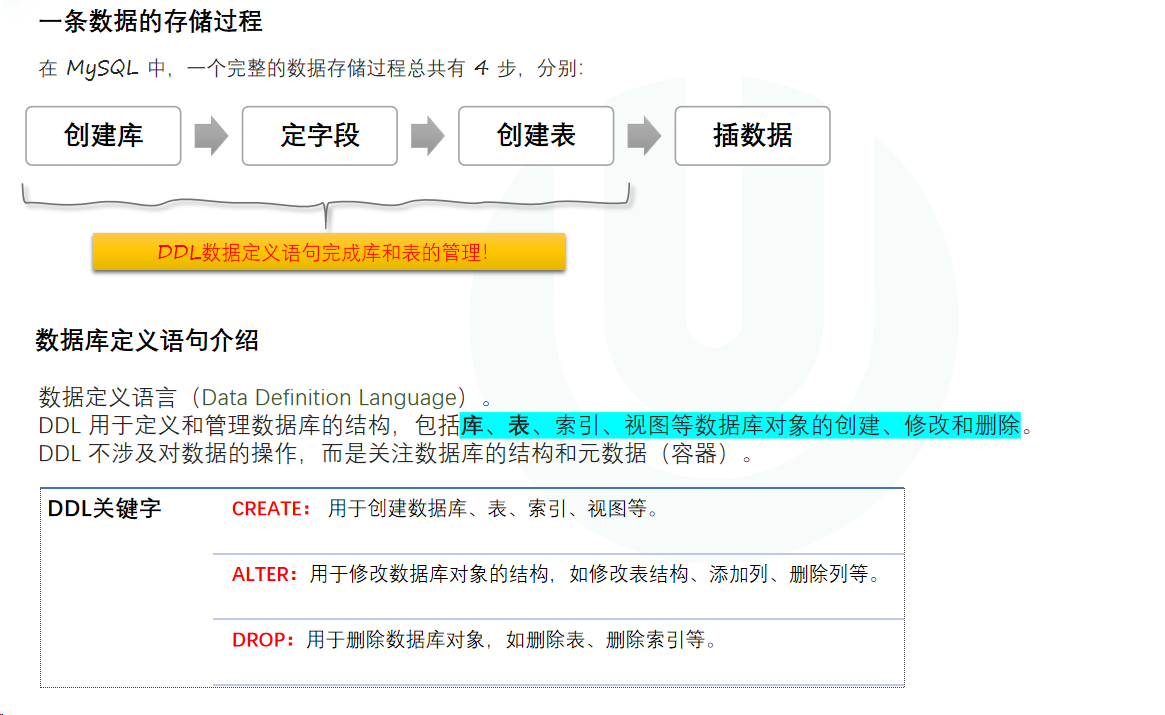 一条数据的存储过程
在 MySQL 中，一个完整的数据存储过程总共有 4 步，分别：
创建库
定字段
创建表
插数据
DDL数据定义语句完成库和表的管理！
数据库定义语句介绍
数据定义语言（Data Definition Language）。
DDL 用于定义和管理数据库的结构，包括库、表、索引、视图等数据库对象的创建、修改和删除。
DDL 不涉及对数据的操作，而是关注数据库的结构和元数据（容器）。
DDL关键字
CREATE： 用于创建数据库、表、索引、视图等。
ALTER：用于修改数据库对象的结构，如修改表结构、添加列、删除列等。
DROP：用于删除数据库对象，如删除表、删除索引等。